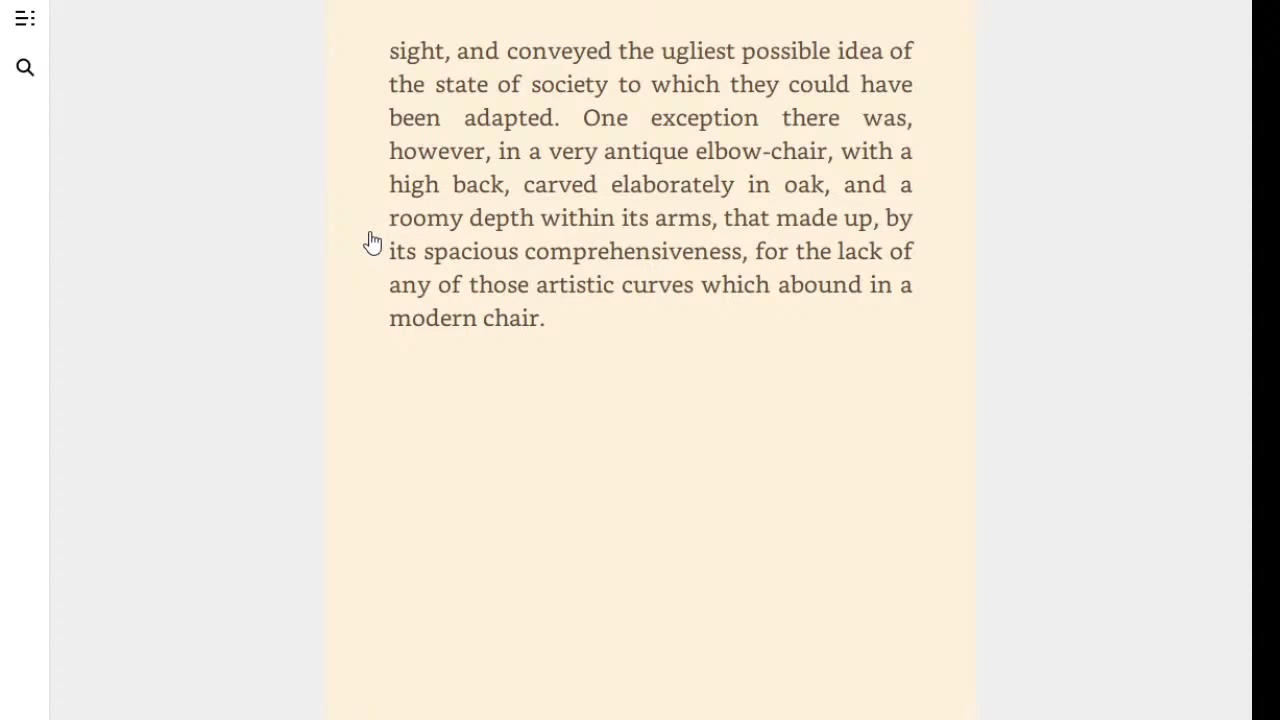 sight, and conveyed the ugliest possible idea of
the state of society to which they could have
been adapted. One exception there was,
however, in a very antique elbow-chair, with a
high back, carved elaborately in oak, and a
roomy depth within its arms, that made up, by
its spacious comprehensiveness, for the lack of
any of those artistic curves which abound in a
modern chair.